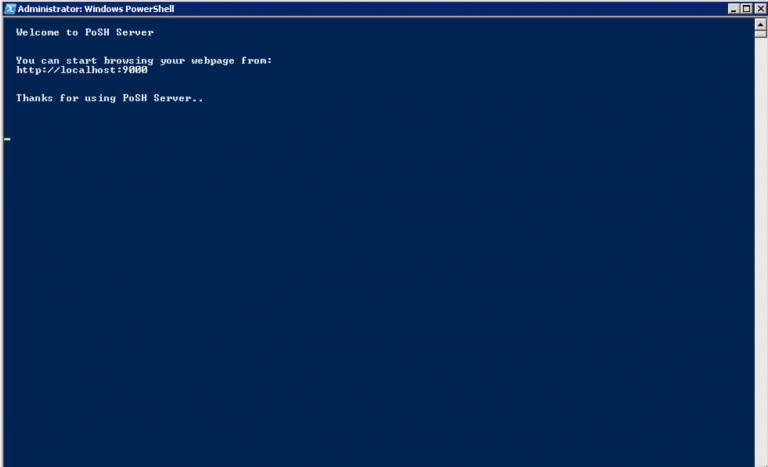 Administrator: Windows PowerShell
Welcome to PoSH Server
You can start browsing your webpage from:
http://localhost:9000
Thanks for using PoSH Server..